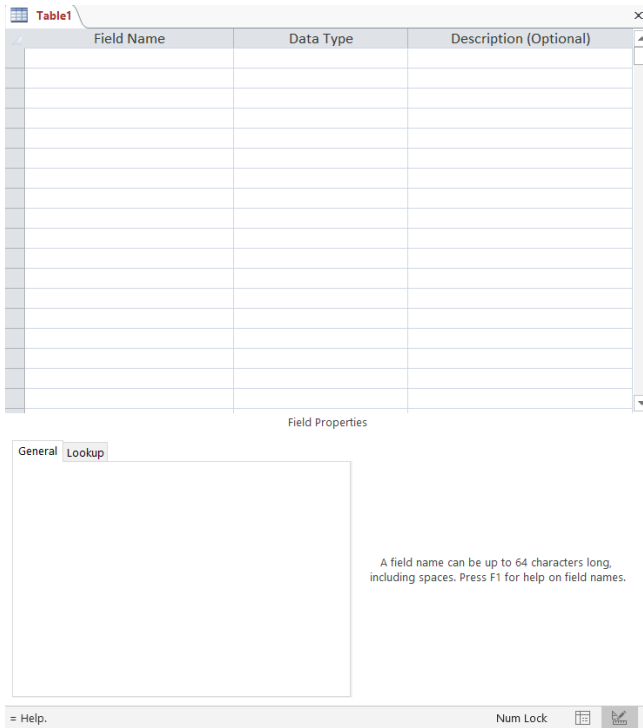 Table1
Field Name Data Type Description (Optional)
Field Properties
General Lookup
A field name can be up to 64 characters long,
including spaces. Press F1 for help on field names.
= Help. Num Lock